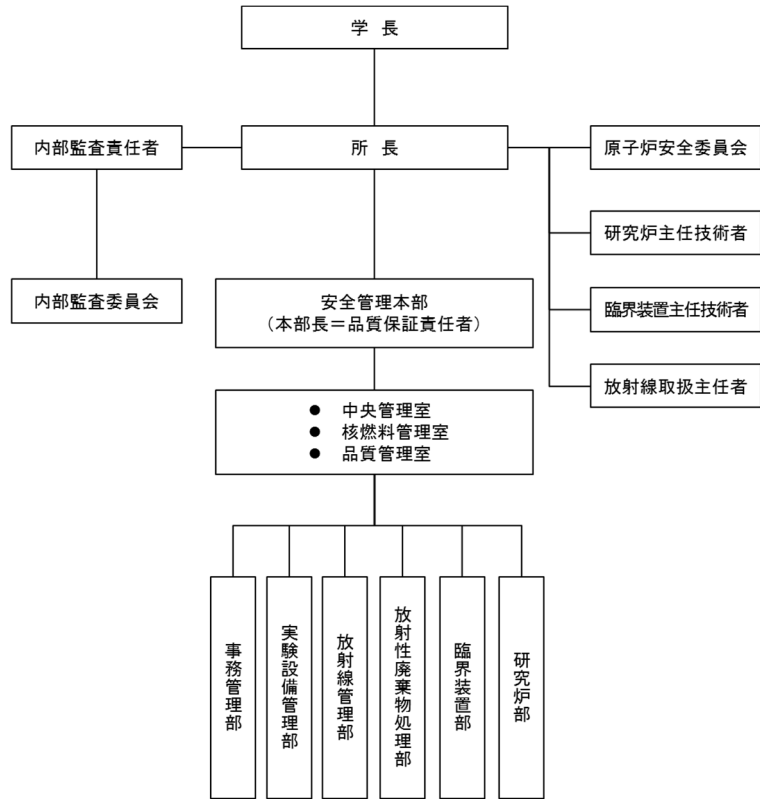 学 長
内部監査責任者
所 長
原子炉安全委員会
研究炉主任技術者
内部監査委員会
安全管理本部
（本部長＝品質保証責任者）
臨界装置主任技術者
放射線取扱主任者
● 中央管理室
● 核燃料管理室
● 品質管理室
事務管理部
実験設備管理部
放射線管理部
放射性廃棄物処理部
臨界装置部
研究炉部